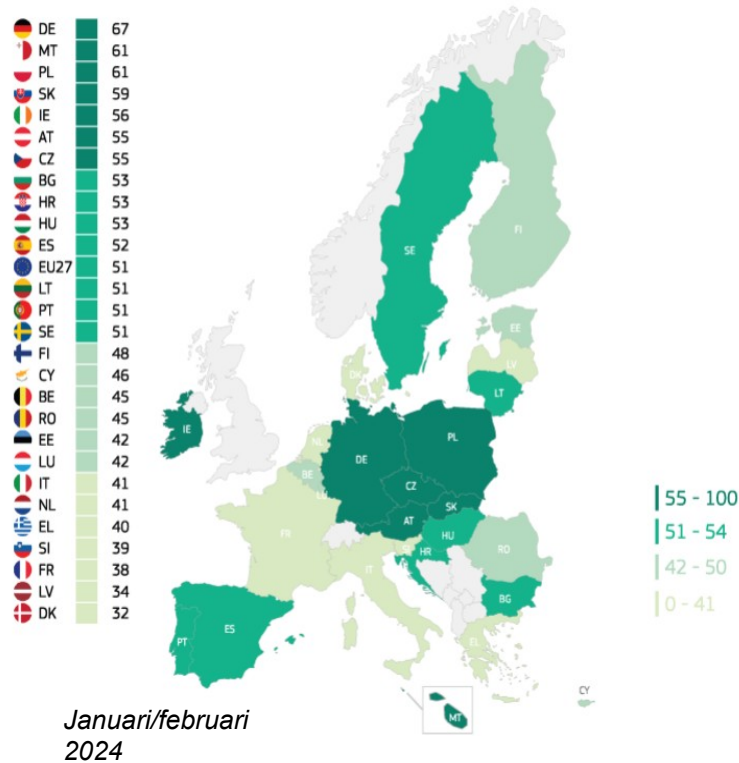 DE 67
MT 61
PL 61
SK 59
IE 56
AT 55
CZ 55
BG 53
HR 53
HU 53
ES 52
EU27 51
LT 51
PT 51
SE 51
FI 48
CY 46
BE 45
RO 45
EE 42
LU 42
IT 41
NL 41
EL 40
SI 39
FR 38
LV 34
DK 32
SE
FI
EE
LV
LT
DK
IE
NL
PL
DE
BE
CZ
SK
AT
HU
FR
HR
RO
IT
BG
PT
ES
EL
CY
MT
55 - 100
51 - 54
42 - 50
0 - 41
Januari/februari
2024